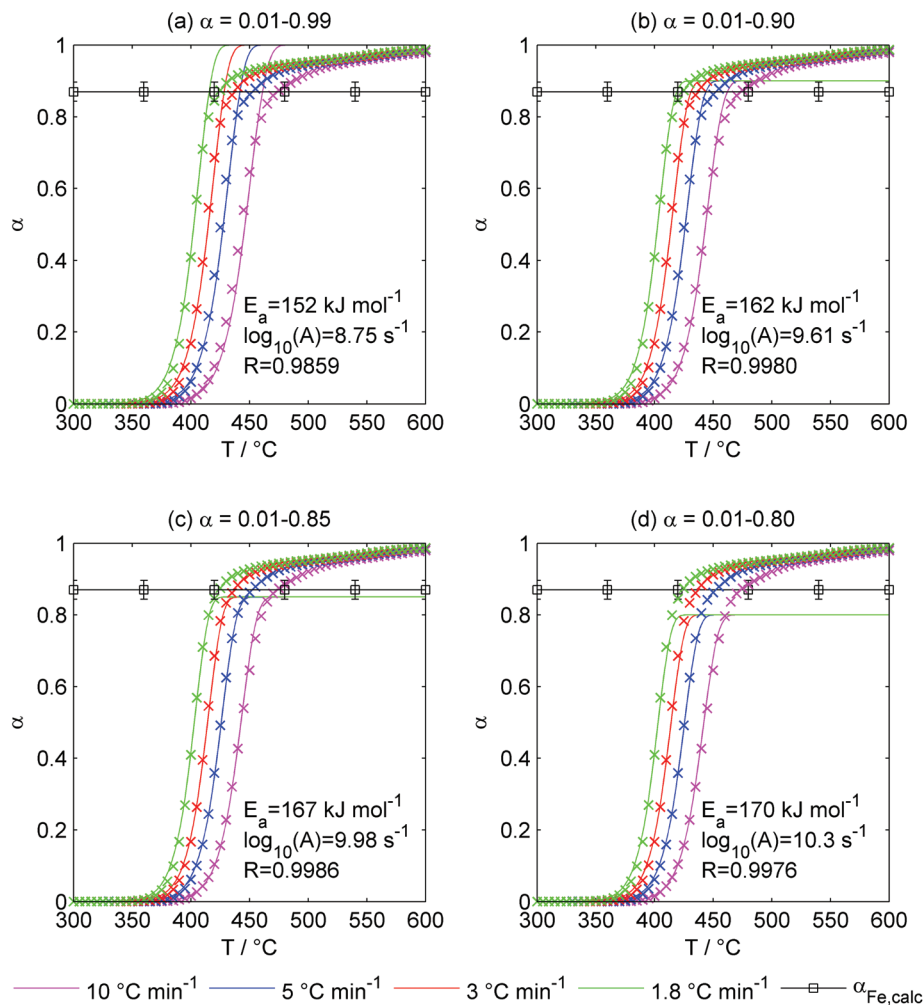 (a) α = 0.01-0.99
1
0.8
0.6
0.4
0.2
0
α
E_a=152 kJ mol⁻¹
log₁₀(A)=8.75 s⁻¹
R=0.9859
300 350 400 450 500 550 600
T / °C
(b) α = 0.01-0.90
1
0.8
0.6
0.4
0.2
0
α
E_a=162 kJ mol⁻¹
log₁₀(A)=9.61 s⁻¹
R=0.9980
300 350 400 450 500 550 600
T / °C
(c) α = 0.01-0.85
1
0.8
0.6
0.4
0.2
0
α
E_a=167 kJ mol⁻¹
log₁₀(A)=9.98 s⁻¹
R=0.9986
300 350 400 450 500 550 600
T / °C
(d) α = 0.01-0.80
1
0.8
0.6
0.4
0.2
0
α
E_a=170 kJ mol⁻¹
log₁₀(A)=10.3 s⁻¹
R=0.9976
300 350 400 450 500 550 600
T / °C
10 °C min⁻¹ 5 °C min⁻¹ 3 °C min⁻¹ 1.8 °C min⁻¹ α_Fe,calc